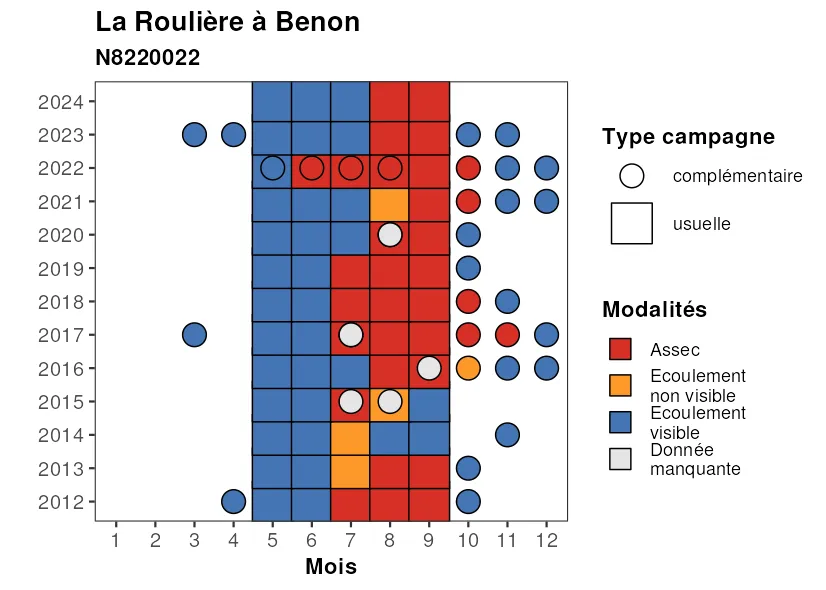 La Roulière à Benon
N8220022
2024
2023
2022
2021
2020
2019
2018
2017
2016
2015
2014
2013
2012
1 2 3 4 5 6 7 8 9 10 11 12
Mois
Type campagne
complémentaire
usuelle
Modalités
Assec
Ecoulement
non visible
Ecoulement
visible
Donnée
manquante